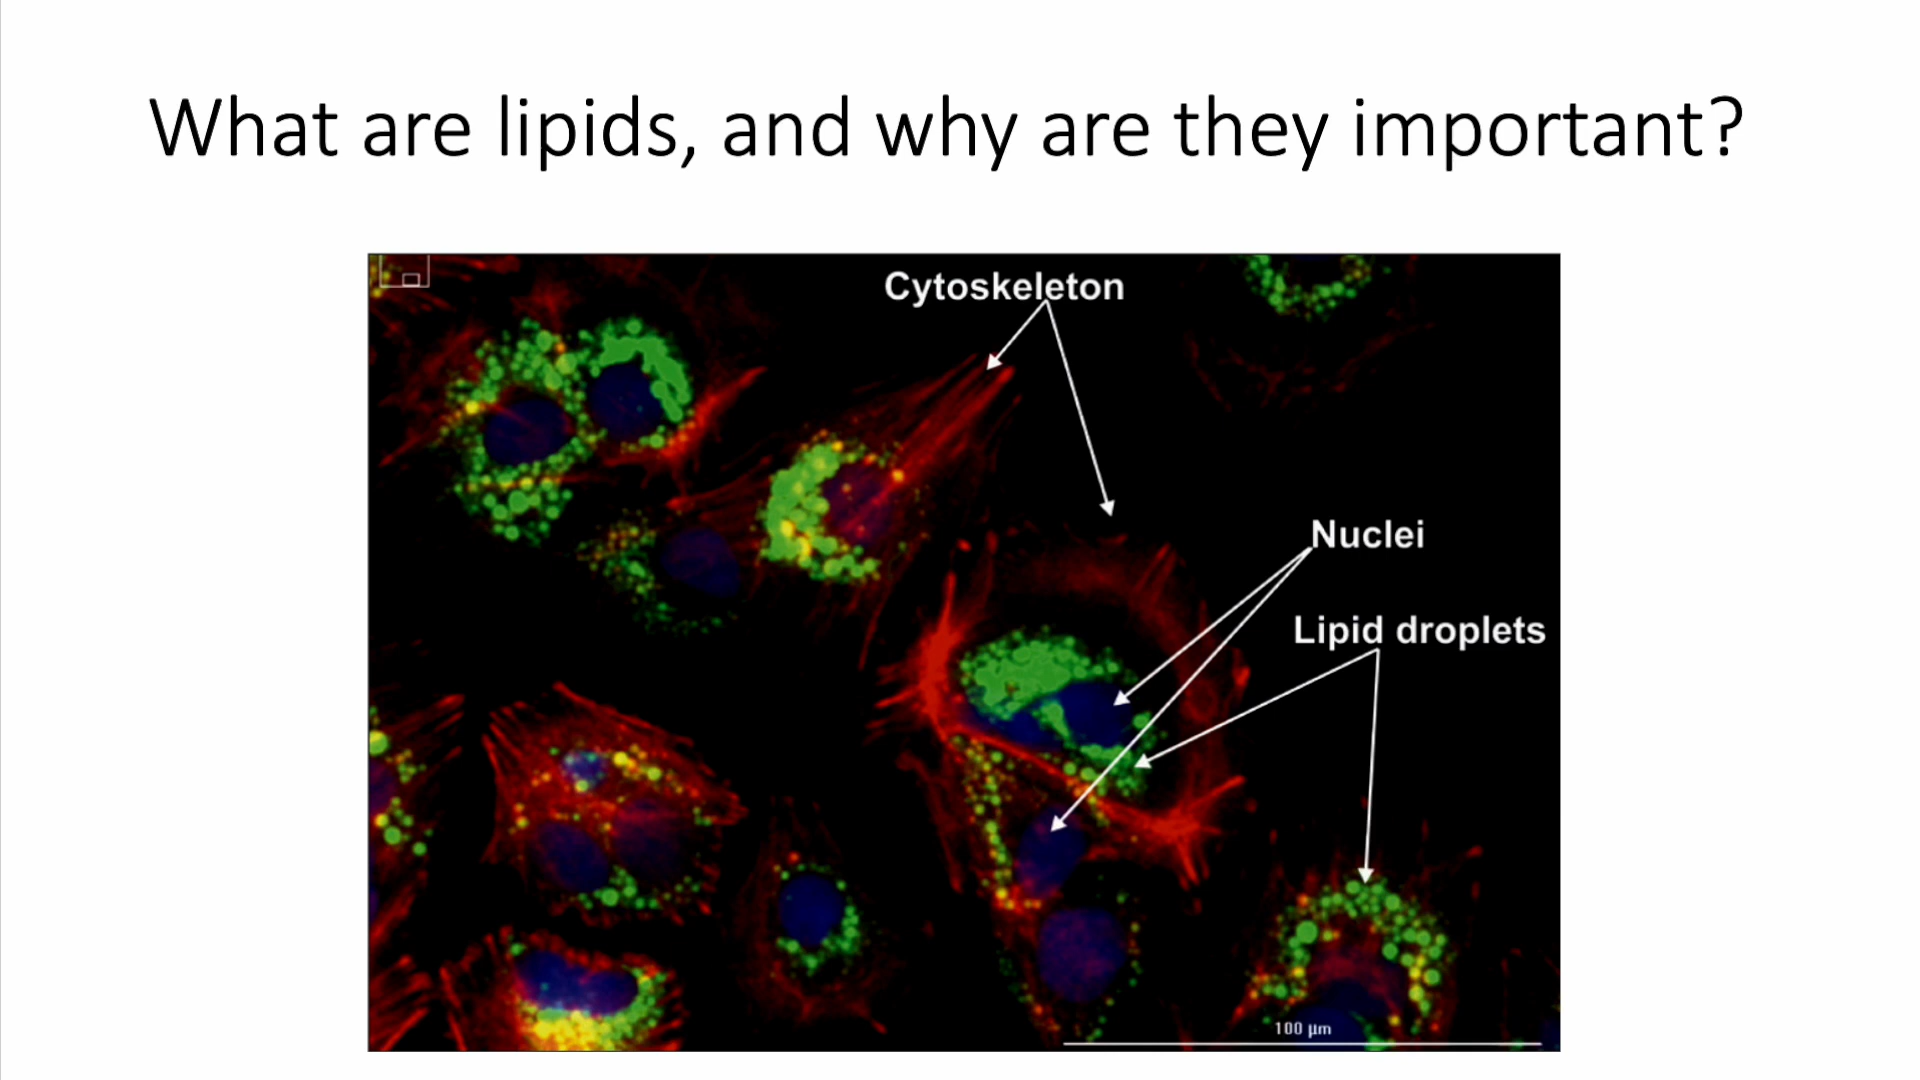 What are lipids, and why are they important?
Cytoskeleton
Nuclei
Lipid droplets
100 µm